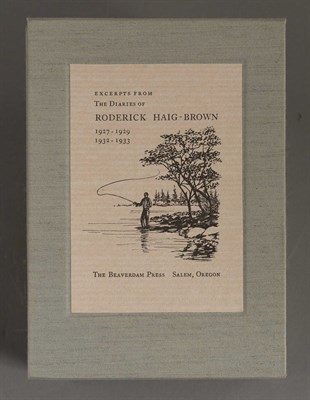 EXCERPTS FROM
THE DIARIES OF
RODERICK HAIG-BROWN
1927-1929
1932-1933
THE BEAVERDAM PRESS SALEM, OREGON